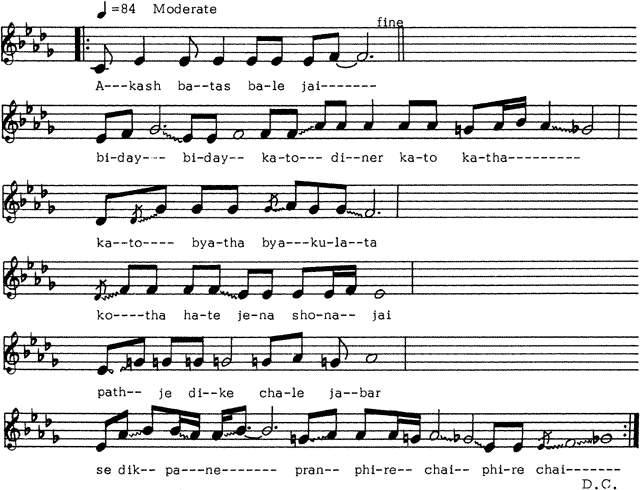 ♩=84 Moderate
fine
A---kash ba--tas ba-le jai-------
bi-day--- bi-day-- ka-to--- di--ner ka-to ka-tha---------
ka--to---- bya-tha bya---ku-la--ta
ko----tha ha-te je-na sho-na-- jai
path-- je di--ke cha-le ja-bar
se dik-- pa--ne------- pran-- phi-re-- chai-- phi-re chai-------
D.C.